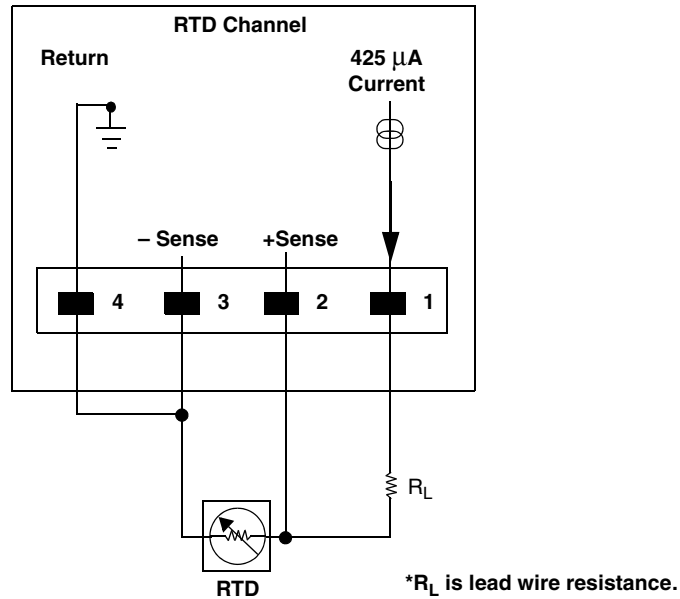 RTD Channel
Return
425 μA
Current
– Sense
+Sense
4
3
2
1
RL
RTD
*RL is lead wire resistance.